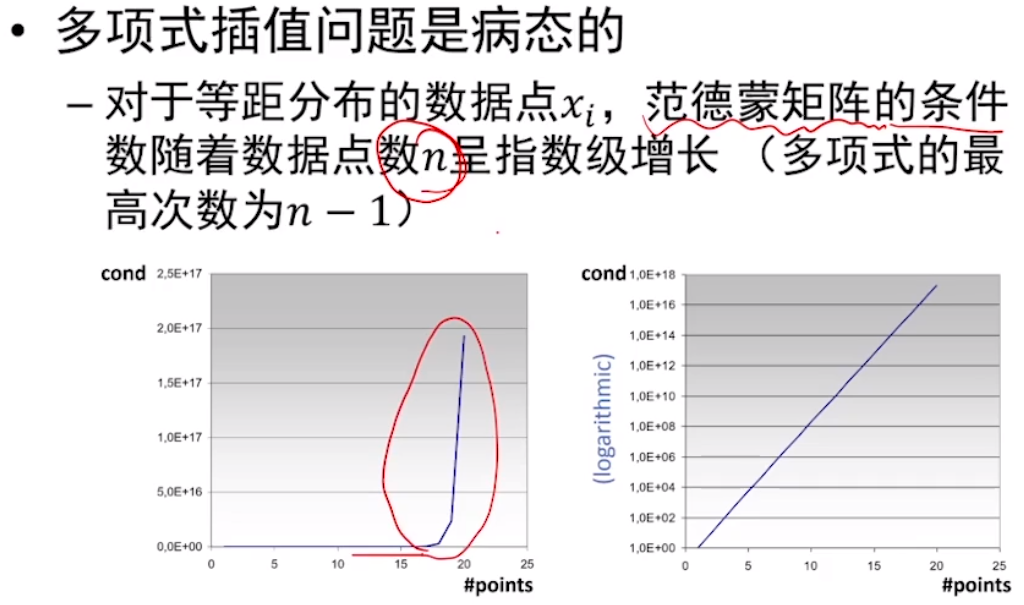 • 多项式插值问题是病态的
– 对于等距分布的数据点xᵢ，范德蒙矩阵的条件
数随着数据点数n呈指数级增长 （多项式的最
高次数为n − 1）
cond
2,5E+17
2,0E+17
1,5E+17
1,0E+17
5,0E+16
0,0E+00
0 5 10 15 20 25
#points
cond
1,0E+18
1,0E+16
1,0E+14
1,0E+12
1,0E+10
1,0E+08
1,0E+06
1,0E+04
1,0E+02
1,0E+00
(logarithmic)
0 5 10 15 20 25
#points